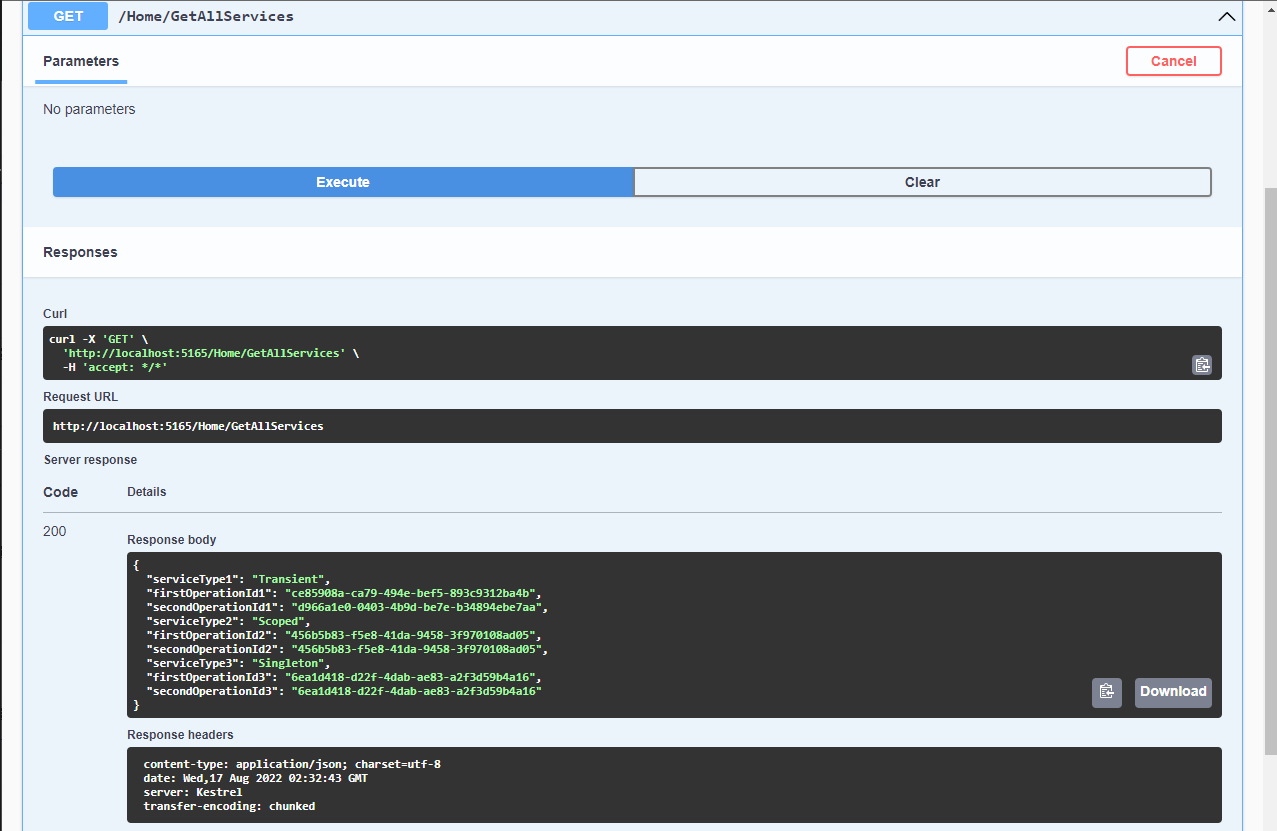 GET /Home/GetAllServices
Parameters
Cancel
No parameters
Execute
Clear
Responses
Curl
curl -X 'GET' \
  'http://localhost:5165/Home/GetAllServices' \
  -H 'accept: */*'
Request URL
http://localhost:5165/Home/GetAllServices
Server response
Code Details
200
Response body
{
  "serviceType1": "Transient",
  "firstOperationId1": "ce85908a-ca79-494e-bef5-893c9312ba4b",
  "secondOperationId1": "d966a1e0-0403-4b9d-be7e-b34894ebe7aa",
  "serviceType2": "Scoped",
  "firstOperationId2": "456b5b83-f5e8-41da-9458-3f970108ad05",
  "secondOperationId2": "456b5b83-f5e8-41da-9458-3f970108ad05",
  "serviceType3": "Singleton",
  "firstOperationId3": "6ea1d418-d22f-4dab-ae83-a2f3d59b4a16",
  "secondOperationId3": "6ea1d418-d22f-4dab-ae83-a2f3d59b4a16"
}
Download
Response headers
content-type: application/json; charset=utf-8
date: Wed,17 Aug 2022 02:32:43 GMT
server: Kestrel
transfer-encoding: chunked